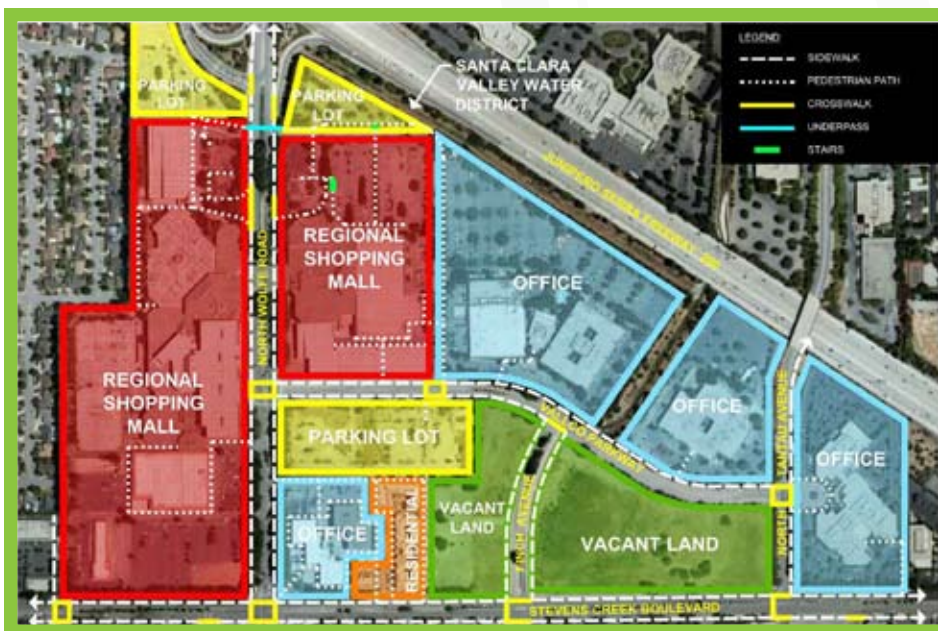 LEGEND
SIDEWALK
PEDESTRIAN PATH
CROSSWALK
UNDERPASS
STAIRS
SANTA CLARA
VALLEY WATER
DISTRICT
PARKING
LOT
PARKING
LOT
JUNIPERO SERRA FREEWAY 280
REGIONAL
SHOPPING
MALL
NORTH WOLFE ROAD
OFFICE
REGIONAL
SHOPPING
MALL
OFFICE
NORTH TANTAU AVENUE
OFFICE
PARKING LOT
VALLCO PARKWAY
OFFICE
RESIDENTIAL
VACANT
LAND
FINCH AVENUE
VACANT LAND
STEVENS CREEK BOULEVARD